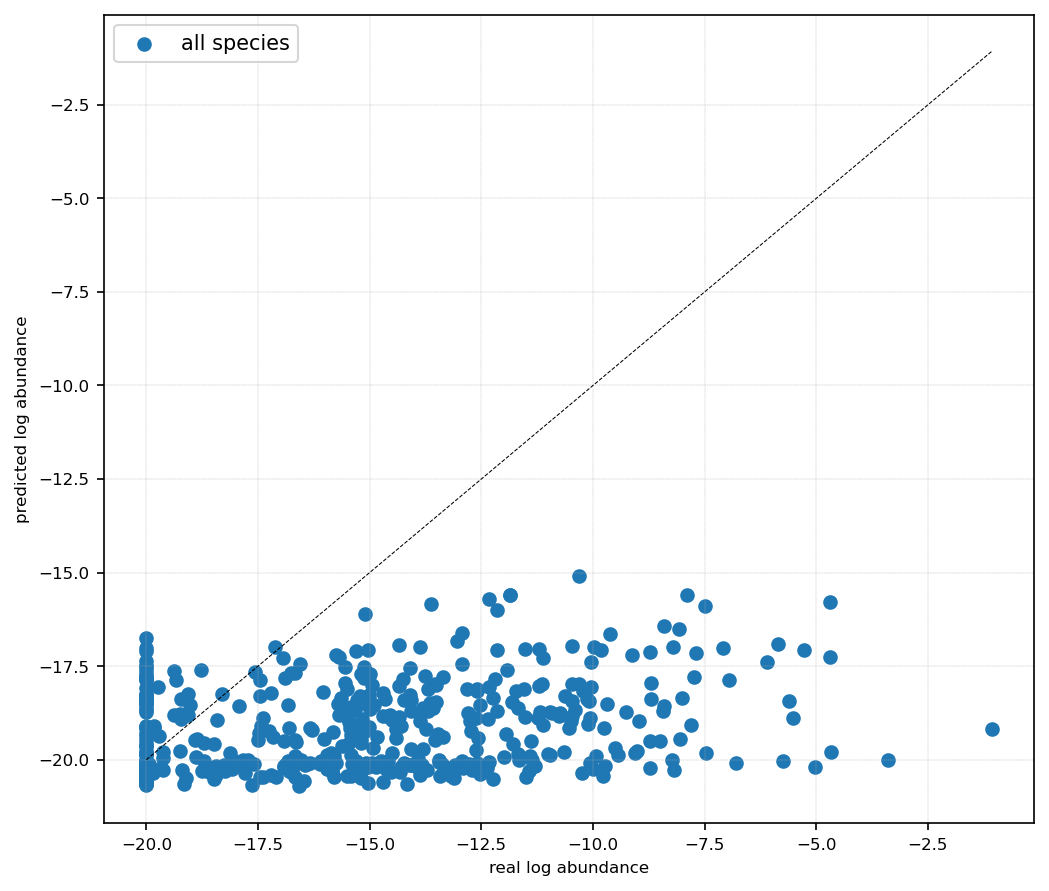 all species
−2.5
−5.0
−7.5
−10.0
−12.5
−15.0
−17.5
−20.0
predicted log abundance
−20.0 −17.5 −15.0 −12.5 −10.0 −7.5 −5.0 −2.5
real log abundance